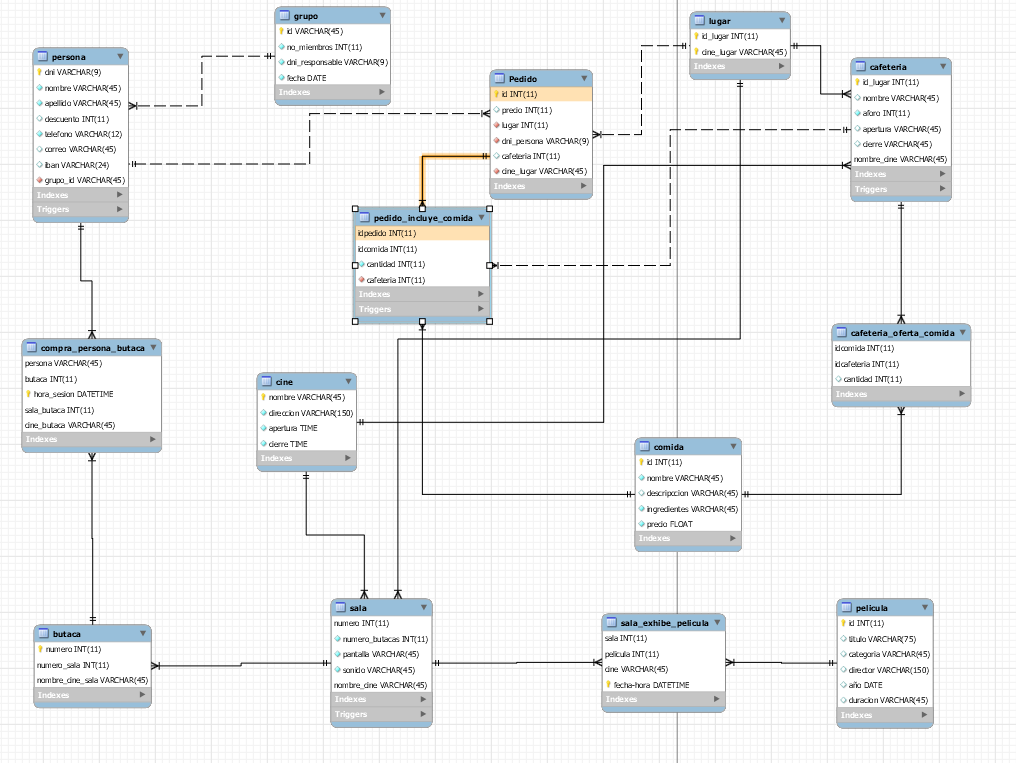 grupo
id VARCHAR(45)
no_miembros INT(11)
dni_responsable VARCHAR(9)
fecha DATE
Indexes
lugar
id_lugar INT(11)
cine_lugar VARCHAR(45)
Indexes
persona
dni VARCHAR(9)
nombre VARCHAR(45)
apellido VARCHAR(45)
descuento INT(11)
telefono VARCHAR(12)
correo VARCHAR(45)
iban VARCHAR(24)
grupo_id VARCHAR(45)
Indexes
Triggers
Pedido
id INT(11)
precio INT(11)
lugar INT(11)
dni_persona VARCHAR(9)
cafeteria INT(11)
cine_lugar VARCHAR(45)
Indexes
cafeteria
id_lugar INT(11)
nombre VARCHAR(45)
aforo INT(11)
apertura VARCHAR(45)
cierre VARCHAR(45)
nombre_cine VARCHAR(45)
Indexes
Triggers
pedido_incluye_comida
idpedido INT(11)
idcomida INT(11)
cantidad INT(11)
cafeteria INT(11)
Indexes
Triggers
compra_persona_butaca
persona VARCHAR(45)
butaca INT(11)
hora_sesion DATETIME
sala_butaca INT(11)
cine_butaca VARCHAR(45)
Indexes
cine
nombre VARCHAR(45)
direccion VARCHAR(150)
apertura TIME
cierre TIME
Indexes
cafeteria_oferta_comida
idcomida INT(11)
idcafeteria INT(11)
cantidad INT(11)
Indexes
comida
id INT(11)
nombre VARCHAR(45)
descripccion VARCHAR(45)
ingredientes VARCHAR(45)
precio FLOAT
Indexes
butaca
numero INT(11)
numero_sala INT(11)
nombre_cine_sala VARCHAR(45)
Indexes
sala
numero INT(11)
numero_butacas INT(11)
pantalla VARCHAR(45)
sonido VARCHAR(45)
nombre_cine VARCHAR(45)
Indexes
Triggers
sala_exhibe_pelicula
sala INT(11)
pelicula INT(11)
cine VARCHAR(45)
fecha-hora DATETIME
Indexes
pelicula
id INT(11)
titulo VARCHAR(75)
categoria VARCHAR(45)
director VARCHAR(150)
año DATE
duracion VARCHAR(45)
Indexes